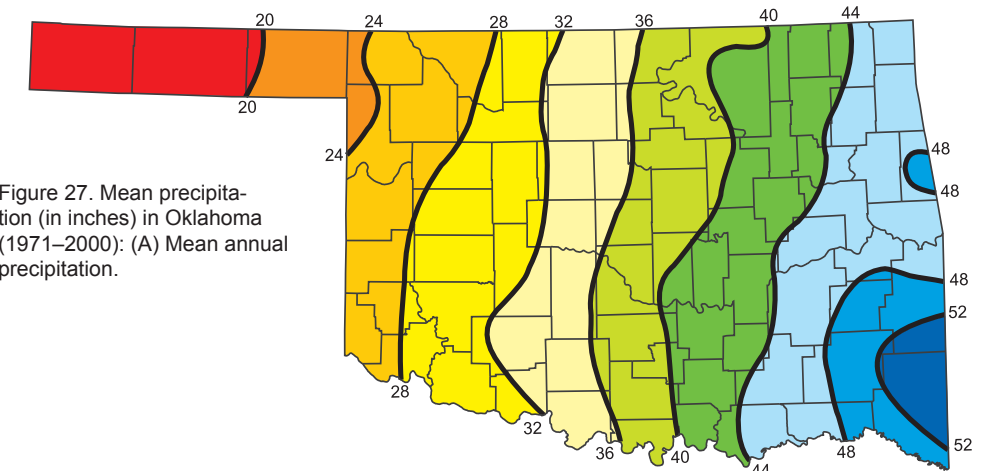 20 24 28 32 36 40 44
20
24
48
48
Figure 27. Mean precipita-
tion (in inches) in Oklahoma
(1971–2000): (A) Mean annual
precipitation.
48
52
28
32
36 40 44 48 52